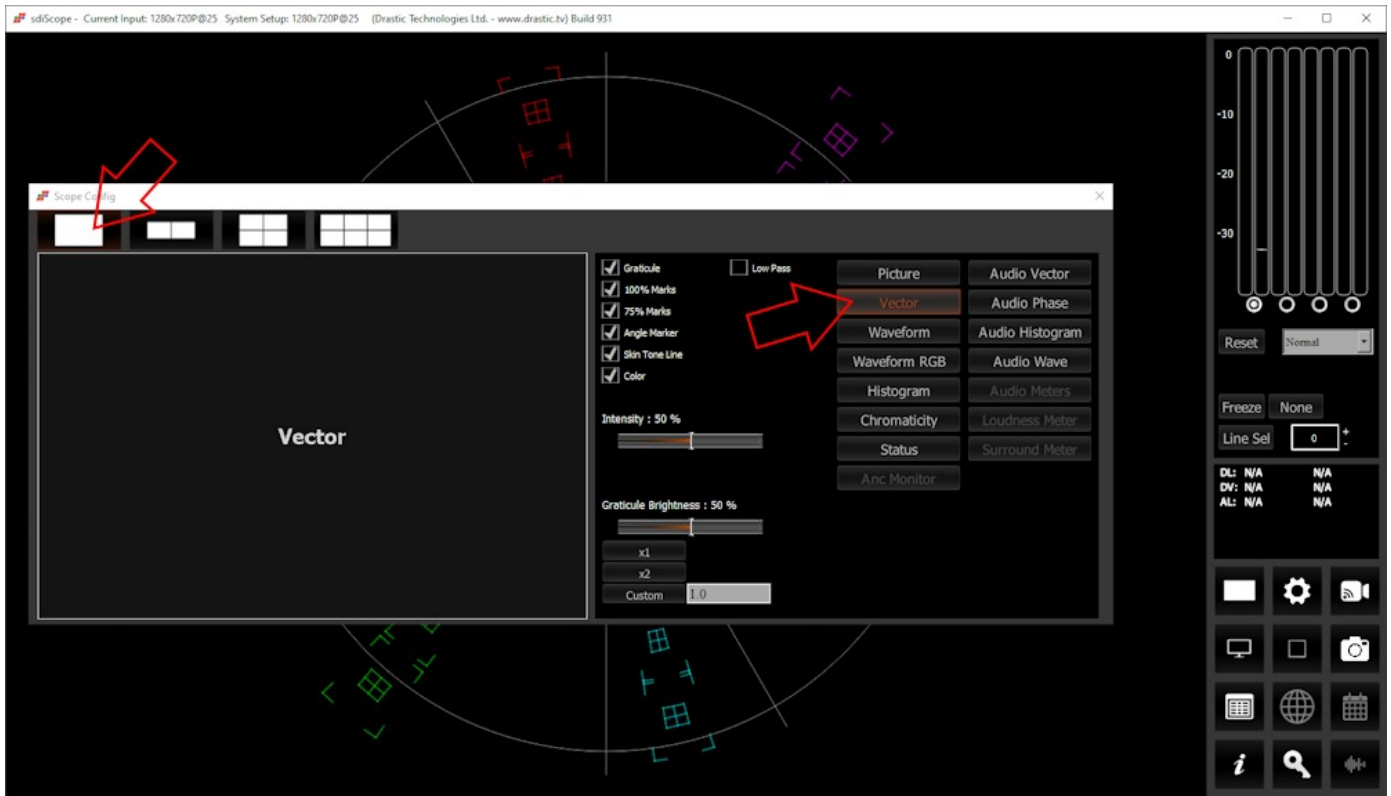 sdiScope - Current Input: 1280x720P@25 System Setup: 1280x720P@25 (Drastic Technologies Ltd. - www.drastic.tv) Build 931
Scope Config
Vector
Graticule
Low Pass
100% Marks
75% Marks
Angle Marker
Skin Tone Line
Color
Intensity : 50 %
Graticule Brightness : 50 %
x1
x2
Custom 1.0
Picture Audio Vector
Vector Audio Phase
Waveform Audio Histogram
Waveform RGB Audio Wave
Histogram Audio Meters
Chromaticity Loudness Meter
Status Surround Meter
Anc Monitor
0
-10
-20
-30
Reset Normal
Freeze None
Line Sel 0 + -
DL: N/A N/A
DV: N/A N/A
AL: N/A N/A
i